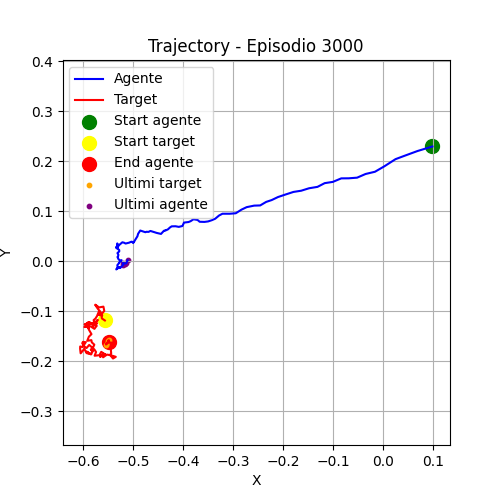 Trajectory - Episodio 3000
Agente
Target
Start agente
Start target
End agente
Ultimi target
Ultimi agente
0.4
0.3
0.2
0.1
0.0
−0.1
−0.2
−0.3
Y
−0.6 −0.5 −0.4 −0.3 −0.2 −0.1 0.0 0.1
X